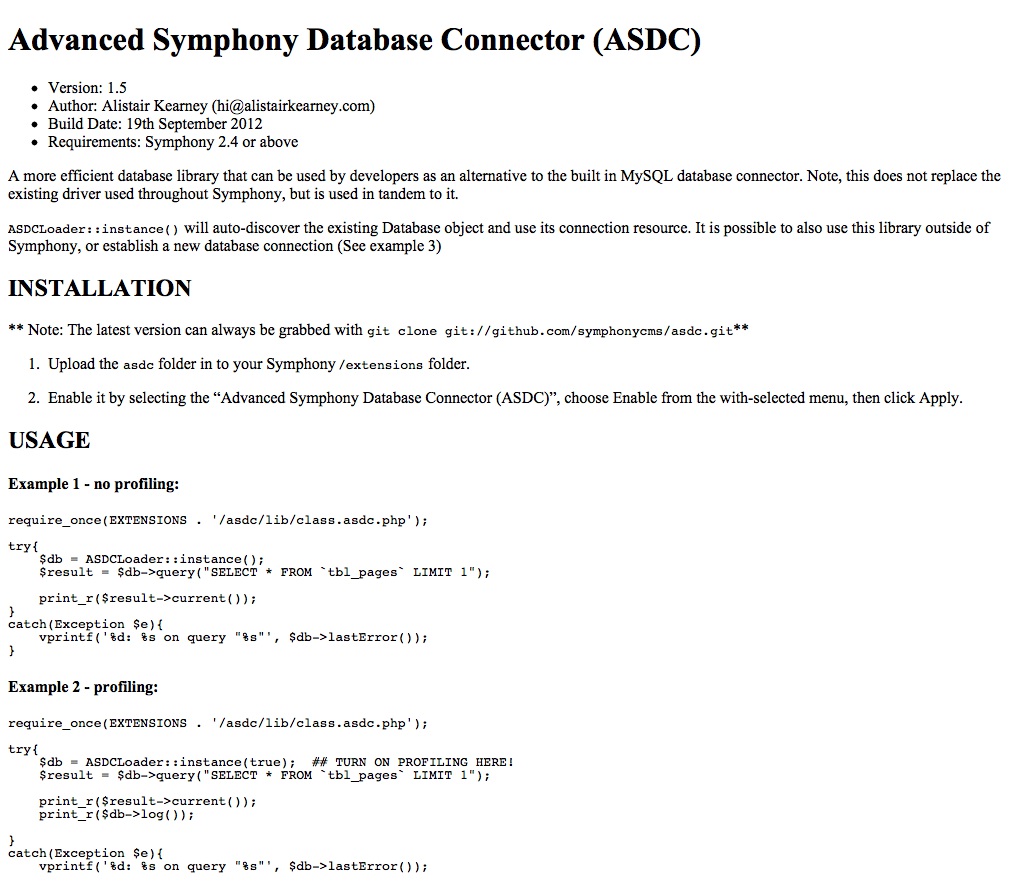 Advanced Symphony Database Connector (ASDC)
• Version: 1.5
• Author: Alistair Kearney (hi@alistairkearney.com)
• Build Date: 19th September 2012
• Requirements: Symphony 2.4 or above
A more efficient database library that can be used by developers as an alternative to the built in MySQL database connector. Note, this does not replace the
existing driver used throughout Symphony, but is used in tandem to it.
ASDCLoader::instance() will auto-discover the existing Database object and use its connection resource. It is possible to also use this library outside of
Symphony, or establish a new database connection (See example 3)
INSTALLATION
** Note: The latest version can always be grabbed with git clone git://github.com/symphonycms/asdc.git**
1. Upload the asdc folder in to your Symphony /extensions folder.
2. Enable it by selecting the “Advanced Symphony Database Connector (ASDC)”, choose Enable from the with-selected menu, then click Apply.
USAGE
Example 1 - no profiling:
require_once(EXTENSIONS . '/asdc/lib/class.asdc.php');
try{
    $db = ASDCLoader::instance();
    $result = $db->query("SELECT * FROM `tbl_pages` LIMIT 1");
    print_r($result->current());
}
catch(Exception $e){
    vprintf('%d: %s on query "%s"', $db->lastError());
}
Example 2 - profiling:
require_once(EXTENSIONS . '/asdc/lib/class.asdc.php');
try{
    $db = ASDCLoader::instance(true);  ## TURN ON PROFILING HERE!
    $result = $db->query("SELECT * FROM `tbl_pages` LIMIT 1");
    print_r($result->current());
    print_r($db->log());
}
catch(Exception $e){
    vprintf('%d: %s on query "%s"', $db->lastError());